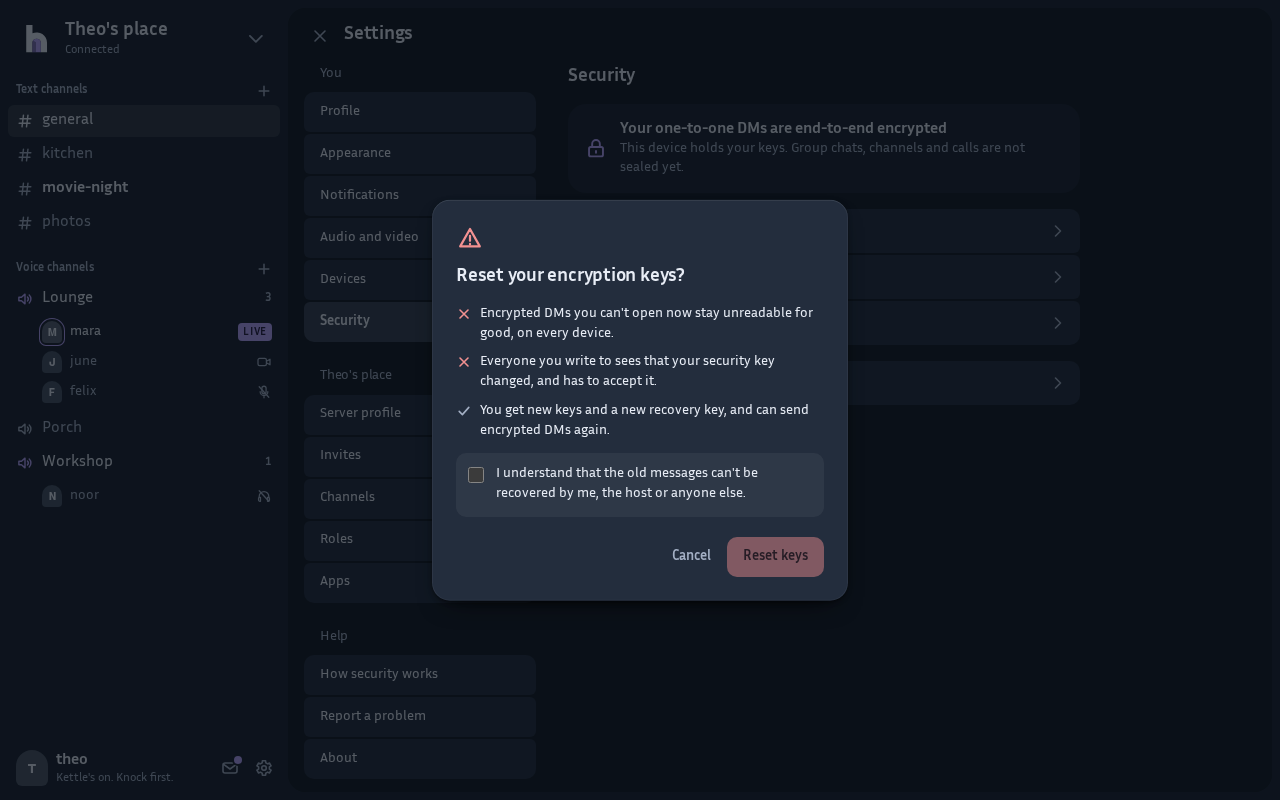 Theo's place
Connected
Text channels
general
kitchen
movie-night
photos
Voice channels
Lounge
3
M
mara
LIVE
J
june
F
felix
Porch
Workshop
1
N
noor
T
theo
Kettle's on. Knock first.
Settings
You
Profile
Appearance
Notifications
Audio and video
Devices
Security
Theo's place
Server profile
Invites
Channels
Roles
Apps
Help
How security works
Report a problem
About
Security
Your one-to-one DMs are end-to-end encrypted
This device holds your keys. Group chats, channels and calls are not
sealed yet.
Reset your encryption keys?
Encrypted DMs you can't open now stay unreadable for
good, on every device.
Everyone you write to sees that your security key
changed, and has to accept it.
You get new keys and a new recovery key, and can send
encrypted DMs again.
I understand that the old messages can't be
recovered by me, the host or anyone else.
Cancel
Reset keys